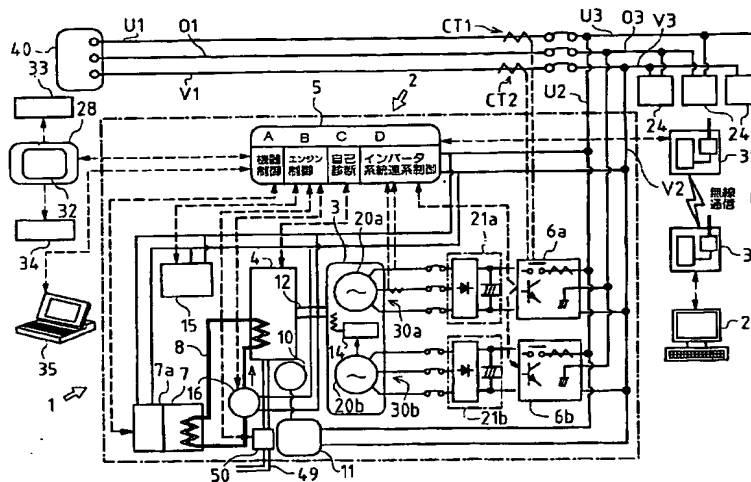 40
U1
O1
V1
CT1
CT2
U3
O3
V3
U2
V2
33
28
32
34
35
1
2
5
A B C D
機器制御
エンジン制御
自己診断
インバータ系統連系制御
24
24
24
無線通信
3
20a
4
12
10
14
20b
30a
30b
21a
21b
6a
6b
15
8
7a
7
16
50
49
11